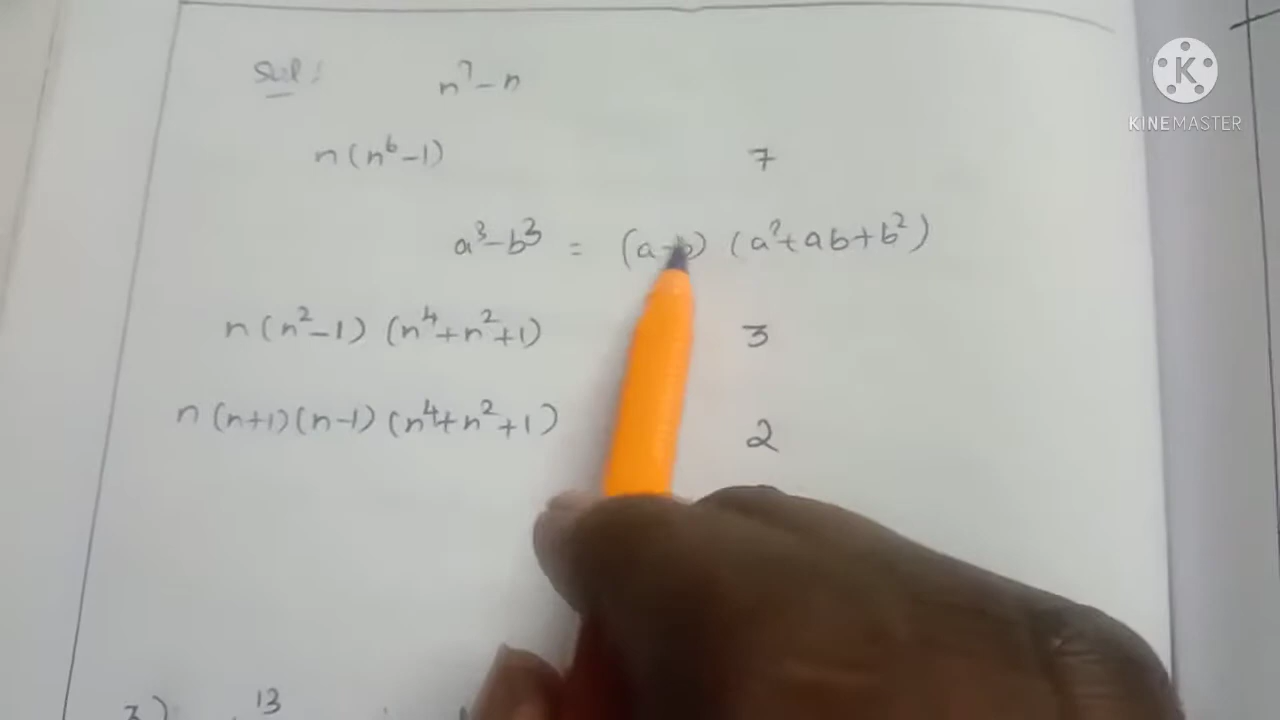 Sol:
n⁷-n
n(n⁶-1)
7
a³-b³ = (a-b) (a²+ab+b²)
n(n²-1) (n⁴+n²+1)
3
n(n+1)(n-1)(n⁴+n²+1)
2
3)
13
KINEMASTER